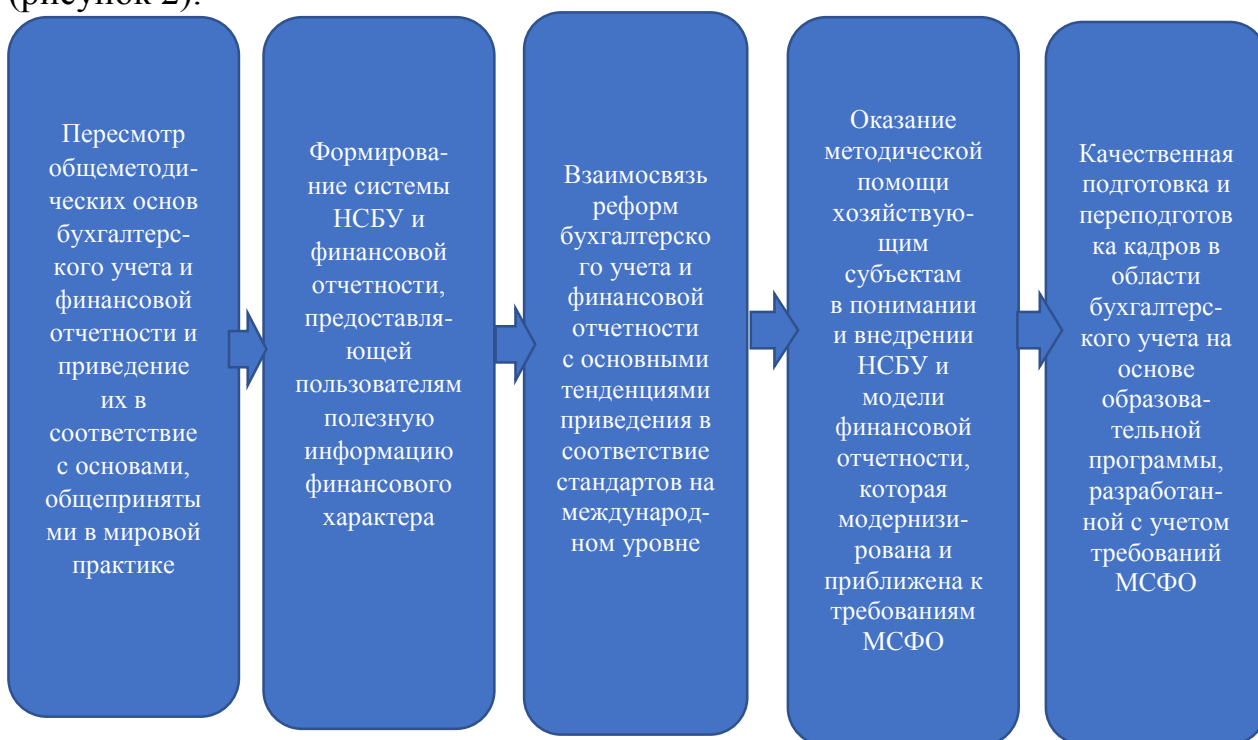 (рисунок 2).
Пересмотр
общеметоди-
ческих основ
бухгалтерс-
кого учета и
финансовой
отчетности и
приведение
их в
соответствие
с основами,
общеприняты
ми в мировой
практике
Формирова-
ние системы
НСБУ и
финансовой
отчетности,
предоставля-
ющей
пользователям
полезную
информацию
финансового
характера
Взаимосвязь
реформ
бухгалтерско
го учета и
финансовой
отчетности
с основными
тенденциями
приведения в
соответствие
стандартов на
международ-
ном уровне
Оказание
методической
помощи
хозяйствую-
щим
субъектам
в понимании
и внедрении
НСБУ и
модели
финансовой
отчетности,
которая
модернизи-
рована и
приближена к
требованиям
МСФО
Качественная
подготовка и
переподготов
ка кадров в
области
бухгалтерс-
кого учета на
основе
образова-
тельной
программы,
разработан-
ной с учетом
требований
МСФО